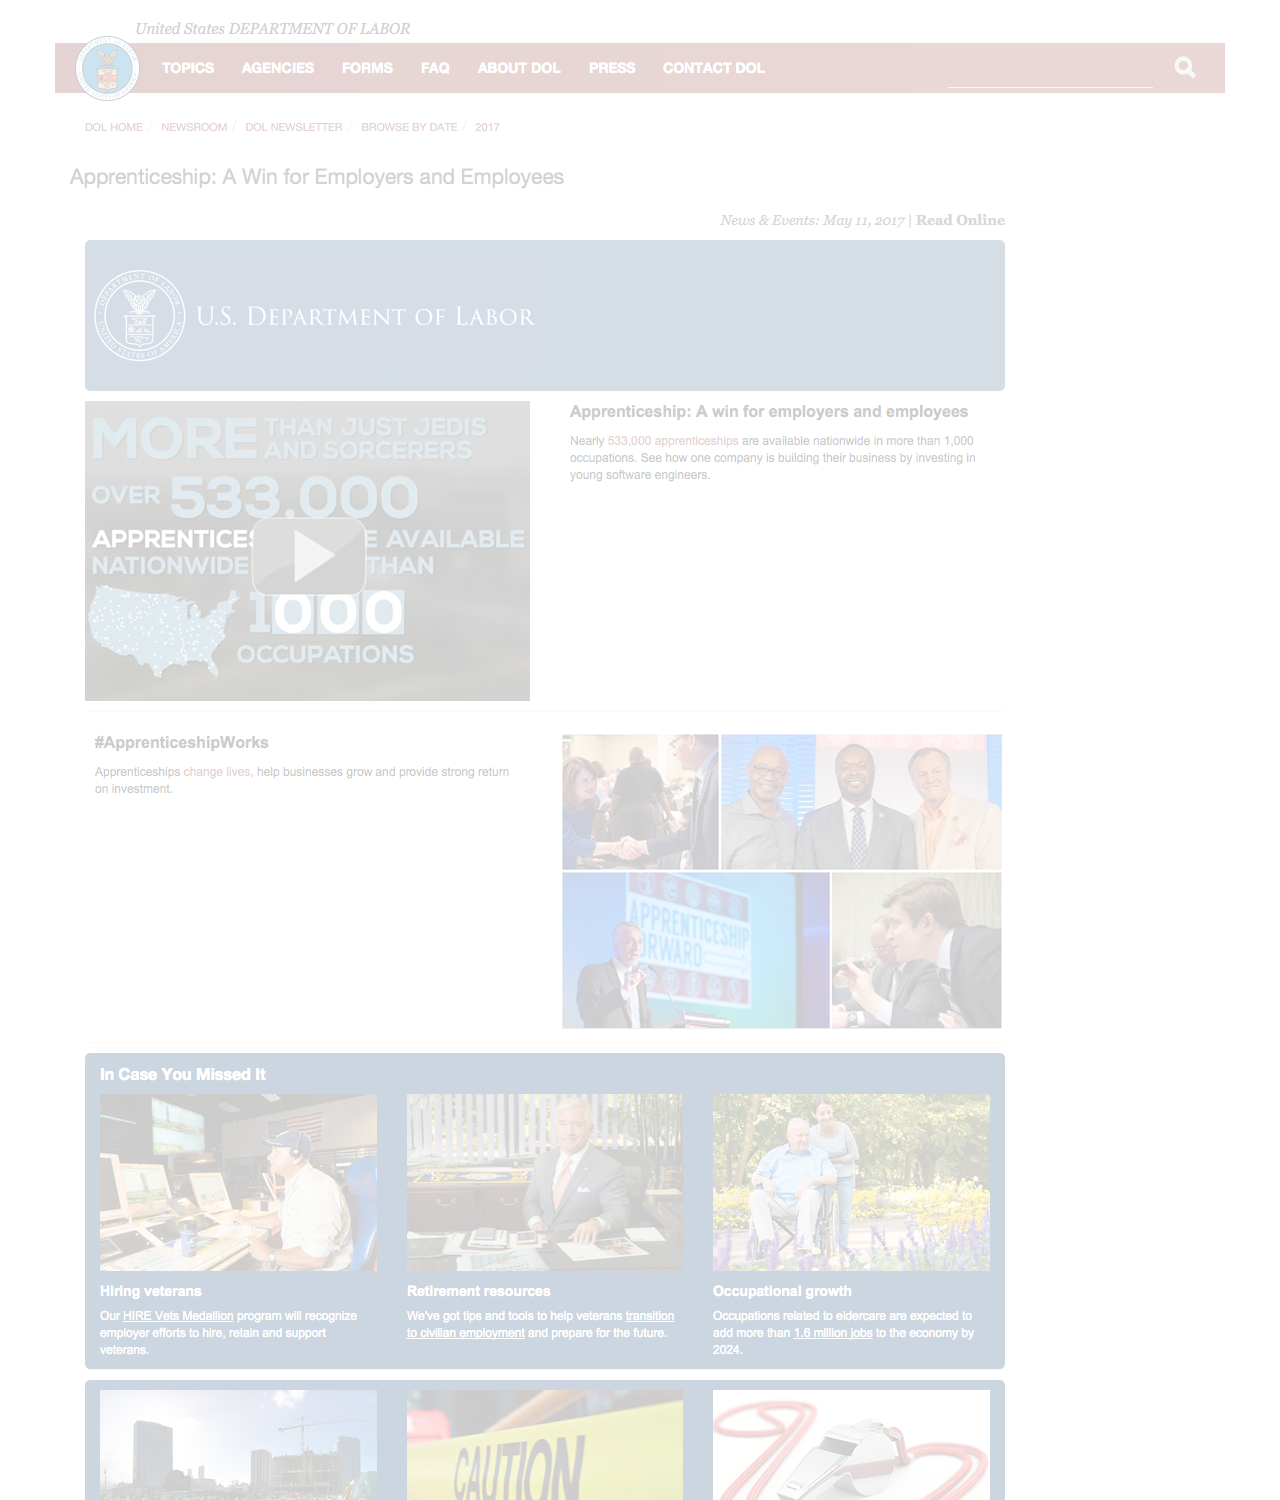 United States DEPARTMENT OF LABOR
TOPICS AGENCIES FORMS FAQ ABOUT DOL PRESS CONTACT DOL
DOL HOME / NEWSROOM / DOL NEWSLETTER / BROWSE BY DATE / 2017
Apprenticeship: A Win for Employers and Employees
News & Events: May 11, 2017 | Read Online
DEPARTMENT OF LABOR
UNITED STATES OF AMERICA
U.S. DEPARTMENT OF LABOR
MORE THAN JUST JEDIS
AND SORCERERS
OVER 533,000
AVAILABLE
NATIONWIDE THAN
1000
OCCUPATIONS
Apprenticeship: A win for employers and employees
Nearly 533,000 apprenticeships are available nationwide in more than 1,000
occupations. See how one company is building their business by investing in
young software engineers.
#ApprenticeshipWorks
Apprenticeships change lives, help businesses grow and provide strong return
on investment.
APPRENTICESHIP
FORWARD
In Case You Missed It
Hiring veterans
Our HIRE Vets Medallion program will recognize
employer efforts to hire, retain and support
veterans.
Retirement resources
We've got tips and tools to help veterans transition
to civilian employment and prepare for the future.
Occupational growth
Occupations related to eldercare are expected to
add more than 1.6 million jobs to the economy by
2024.
CAUTION